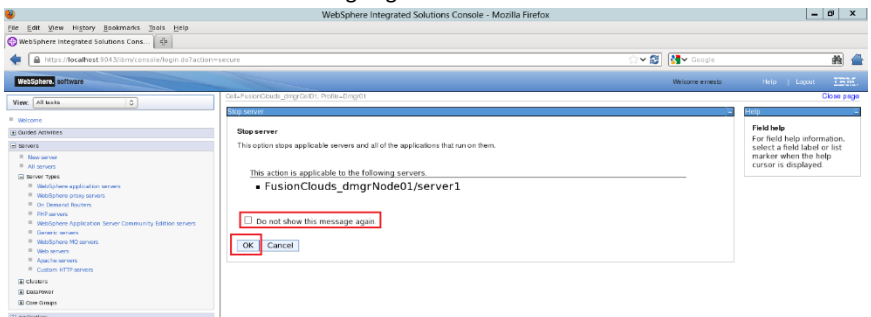 WebSphere Integrated Solutions Console - Mozilla Firefox
File Edit View History Bookmarks Tools Help
WebSphere Integrated Solutions Cons...
https://localhost:9043/ibm/console/login.do?action=secure
Google
WebSphere. software
Welcome ernesto
Help | Logout
IBM.
Cell=FusionClouds_dmgrCell01, Profile=Dmgr01
Close page
View: All tasks
Welcome
Guided Activities
Servers
New server
All servers
Server Types
WebSphere application servers
WebSphere proxy servers
On Demand Routers
PHP servers
WebSphere Application Server Community Edition servers
Generic servers
WebSphere MQ servers
Web servers
Apache servers
Custom HTTP servers
Clusters
DataPower
Core Groups
Applications
Stop server
Stop server
This option stops applicable servers and all of the applications that run on them.
This action is applicable to the following servers.
FusionClouds_dmgrNode01/server1
Do not show this message again.
OK Cancel
Help
Field help
For field help information,
select a field label or list
marker when the help
cursor is displayed.